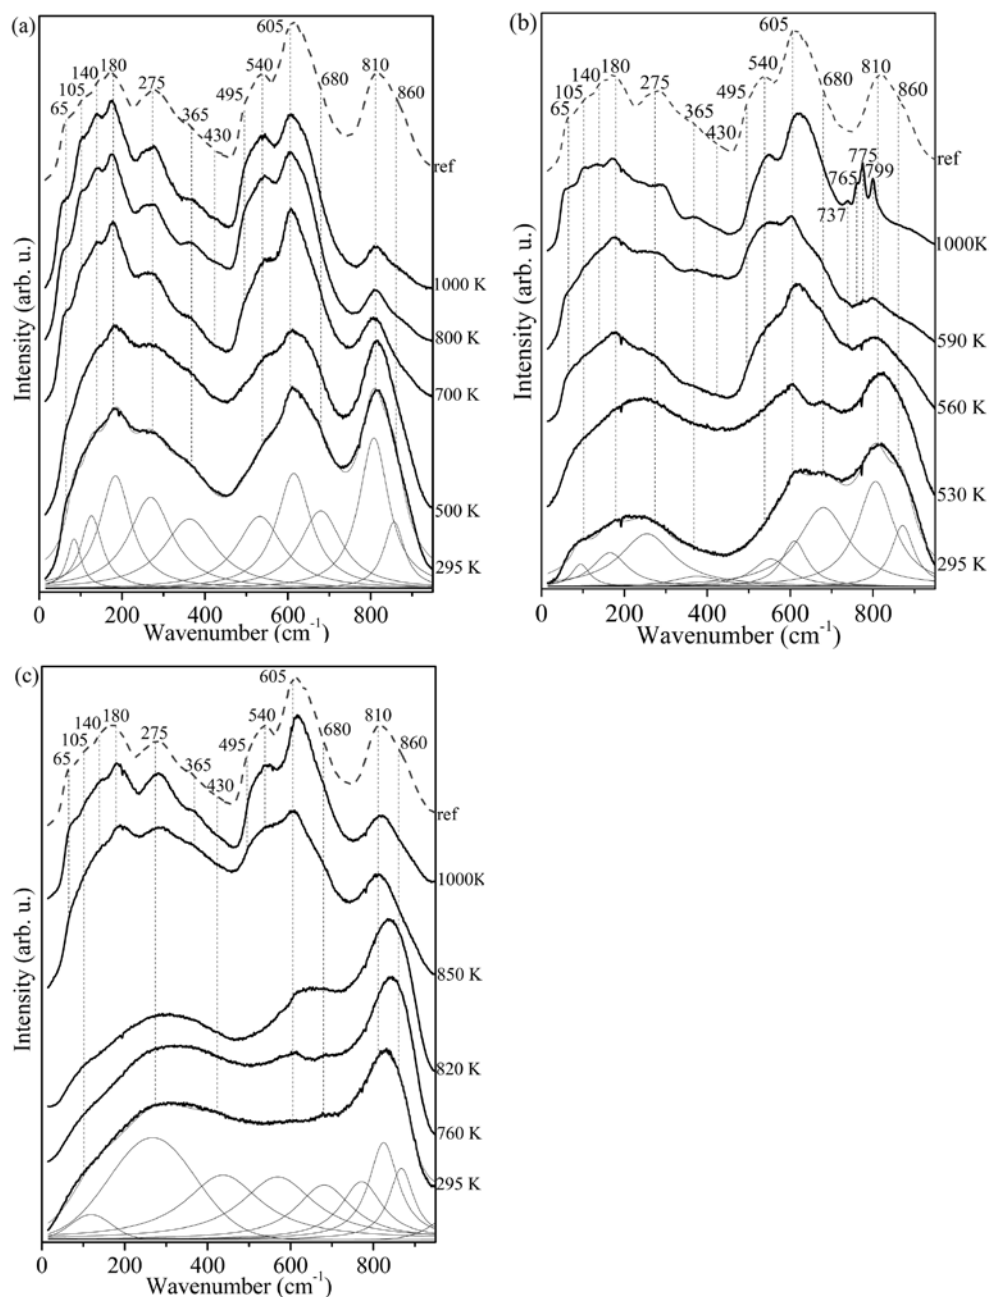 (a)
65
105
140
180
275
365
430
495
540
605
680
810
860
ref
1000 K
800 K
700 K
500 K
295 K
Intensity (arb. u.)
0 200 400 600 800
Wavenumber (cm⁻¹)
(b)
65
105
140
180
275
365
430
495
540
605
680
810
860
ref
737
765
775
799
1000K
590 K
560 K
530 K
295 K
Intensity (arb. u.)
0 200 400 600 800
Wavenumber (cm⁻¹)
(c)
65
105
140
180
275
365
430
495
540
605
680
810
860
ref
1000K
850 K
820 K
760 K
295 K
Intensity (arb. u.)
0 200 400 600 800
Wavenumber (cm⁻¹)